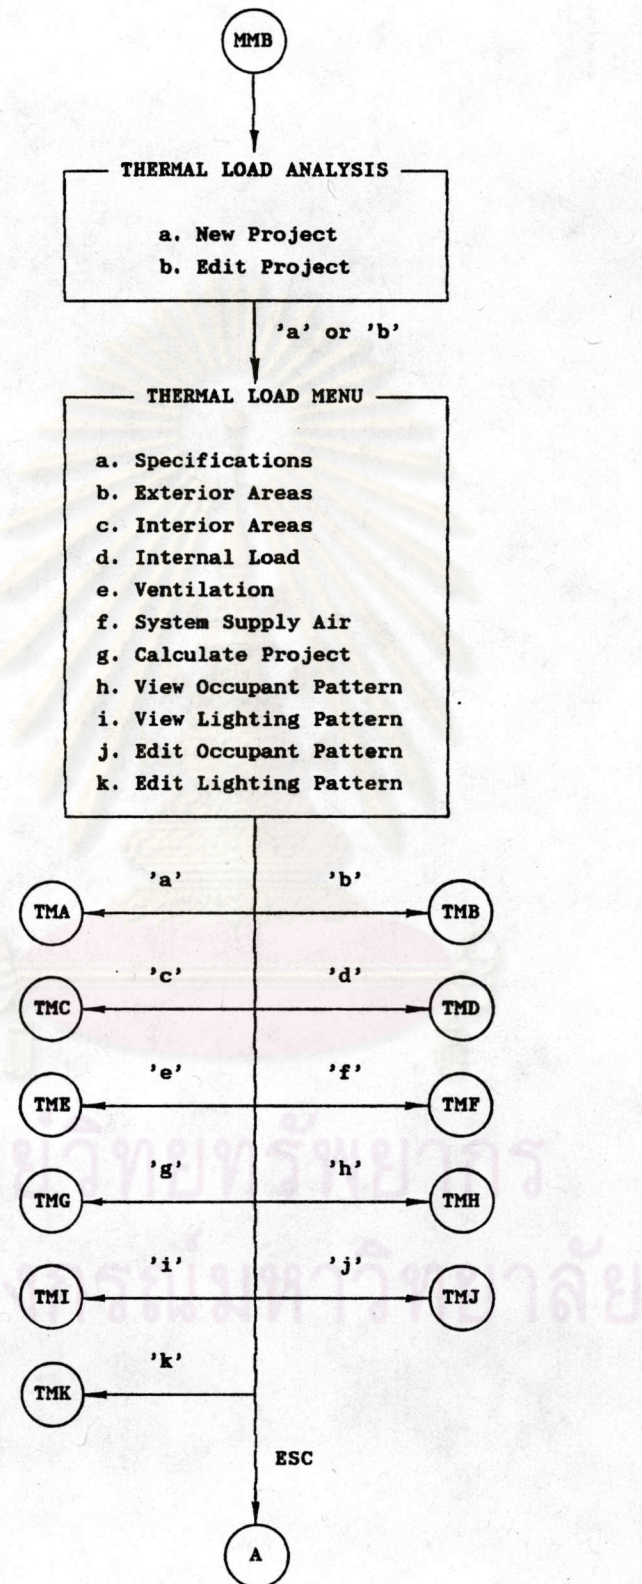 MMB
THERMAL LOAD ANALYSIS
a. New Project
b. Edit Project
'a' or 'b'
THERMAL LOAD MENU
a. Specifications
b. Exterior Areas
c. Interior Areas
d. Internal Load
e. Ventilation
f. System Supply Air
g. Calculate Project
h. View Occupant Pattern
i. View Lighting Pattern
j. Edit Occupant Pattern
k. Edit Lighting Pattern
'a' 'b'
TMA TMB
'c' 'd'
TMC TMD
'e' 'f'
TME TMF
'g' 'h'
TMG TMH
'i' 'j'
TMI TMJ
'k'
TMK
ESC
A